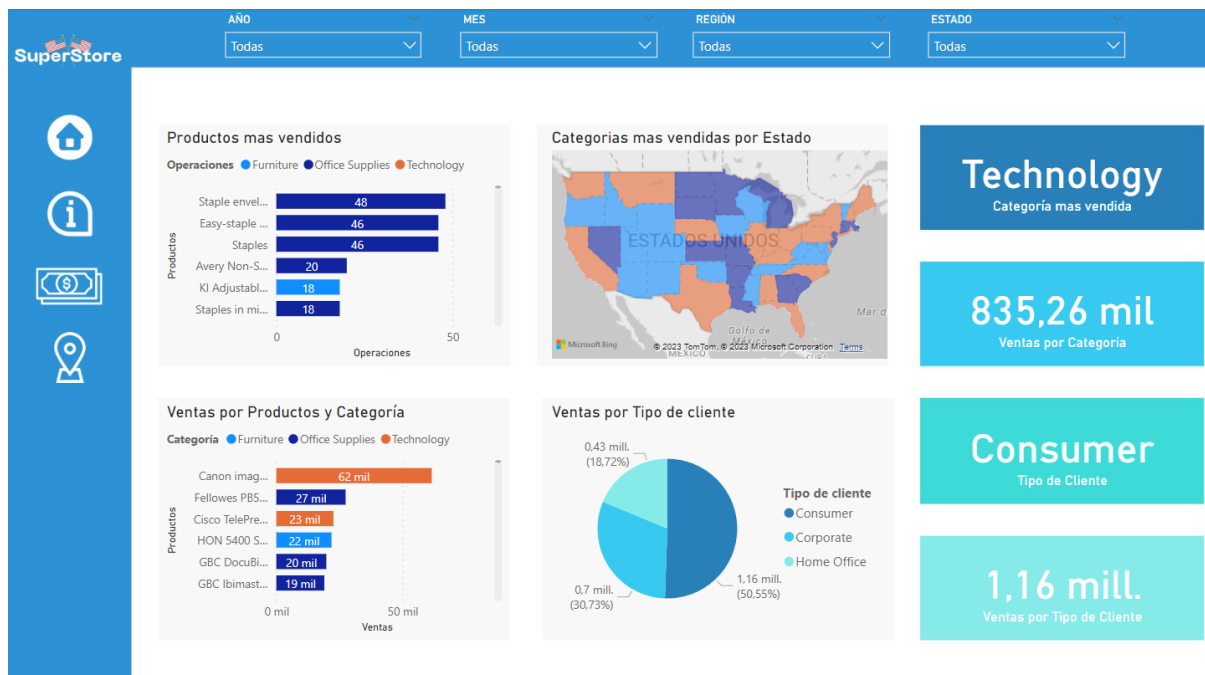 SuperStore
AÑO
Todas
MES
Todas
REGIÓN
Todas
ESTADO
Todas
Productos mas vendidos
Operaciones Furniture Office Supplies Technology
Productos
Staple envel... 48
Easy-staple ... 46
Staples 46
Avery Non-S... 20
KI Adjustabl... 18
Staples in mi... 18
0 50
Operaciones
Categorias mas vendidas por Estado
ESTADOS UNIDOS
Mar d
Golfo de
México
MÉXICO
CUBA
Microsoft Bing
© 2023 TomTom, © 2023 Microsoft Corporation Terms
Technology
Categoría mas vendida
835,26 mil
Ventas por Categoria
Ventas por Productos y Categoría
Categoría Furniture Office Supplies Technology
Productos
Canon imag... 62 mil
Fellowes PB5... 27 mil
Cisco TelePre... 23 mil
HON 5400 S... 22 mil
GBC DocuBi... 20 mil
GBC Ibimast... 19 mil
0 mil 50 mil
Ventas
Ventas por Tipo de cliente
0,43 mill.
(18,72%)
0,7 mill.
(30,73%)
1,16 mill.
(50,55%)
Tipo de cliente
Consumer
Corporate
Home Office
Consumer
Tipo de Cliente
1,16 mill.
Ventas por Tipo de Cliente